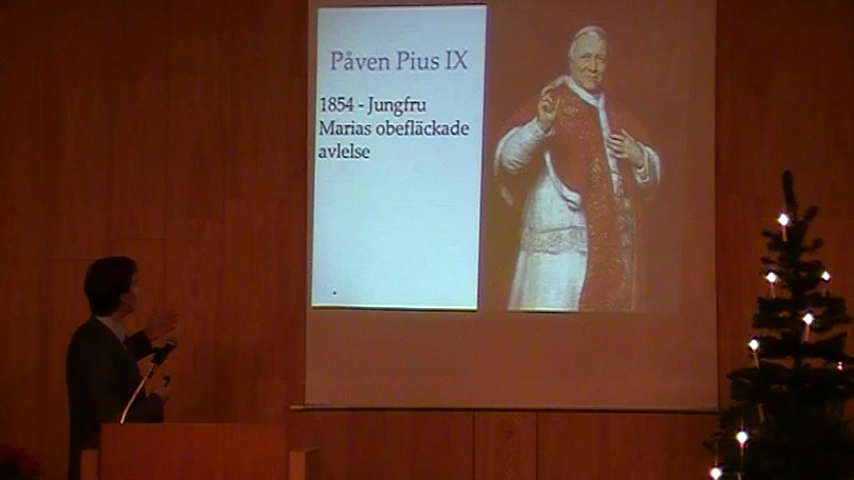 Påven Pius IX
1854 - Jungfru
Marias obefläckade
avlelse